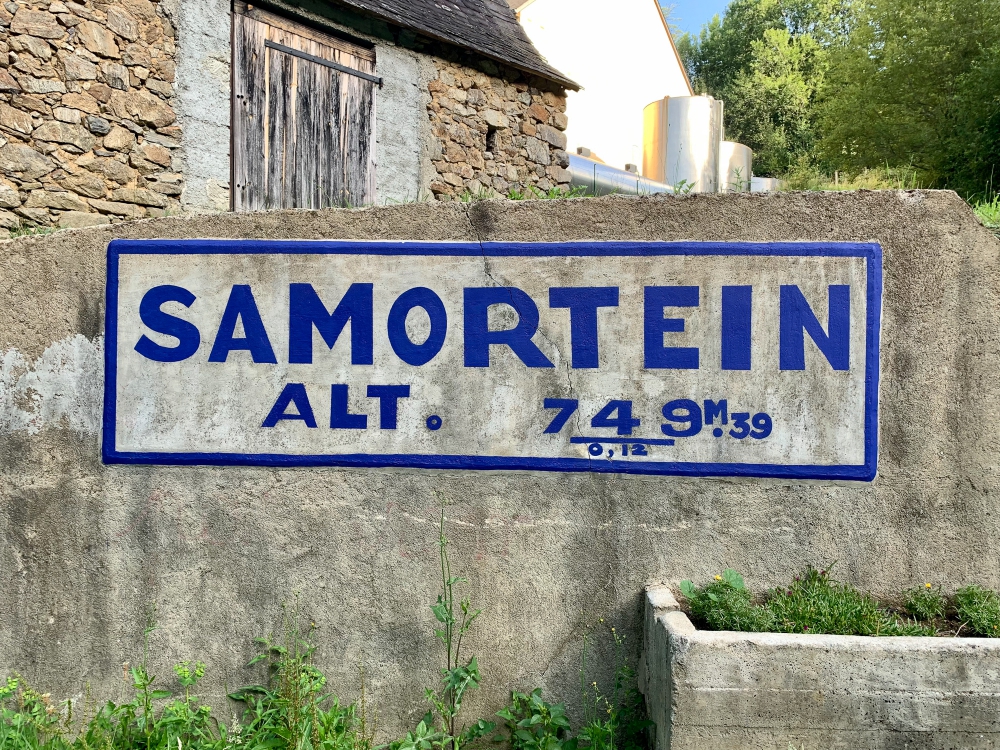 SAMORTEIN
ALT. 749M.39
0,12